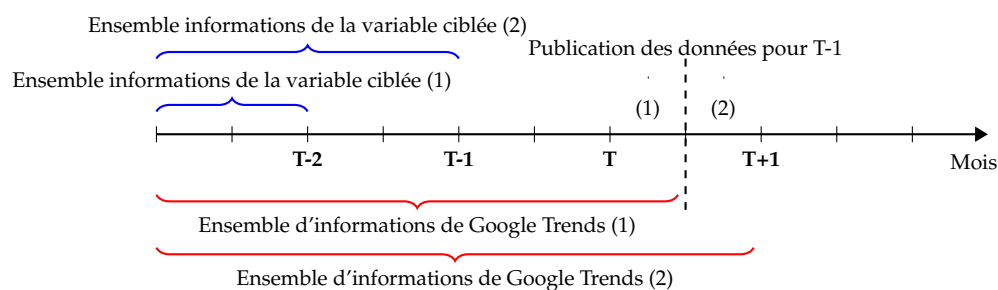 Ensemble informations de la variable ciblée (2)
Publication des données pour T-1
Ensemble informations de la variable ciblée (1)
(1) (2)
T-2 T-1 T T+1
Mois
Ensemble d'informations de Google Trends (1)
Ensemble d'informations de Google Trends (2)